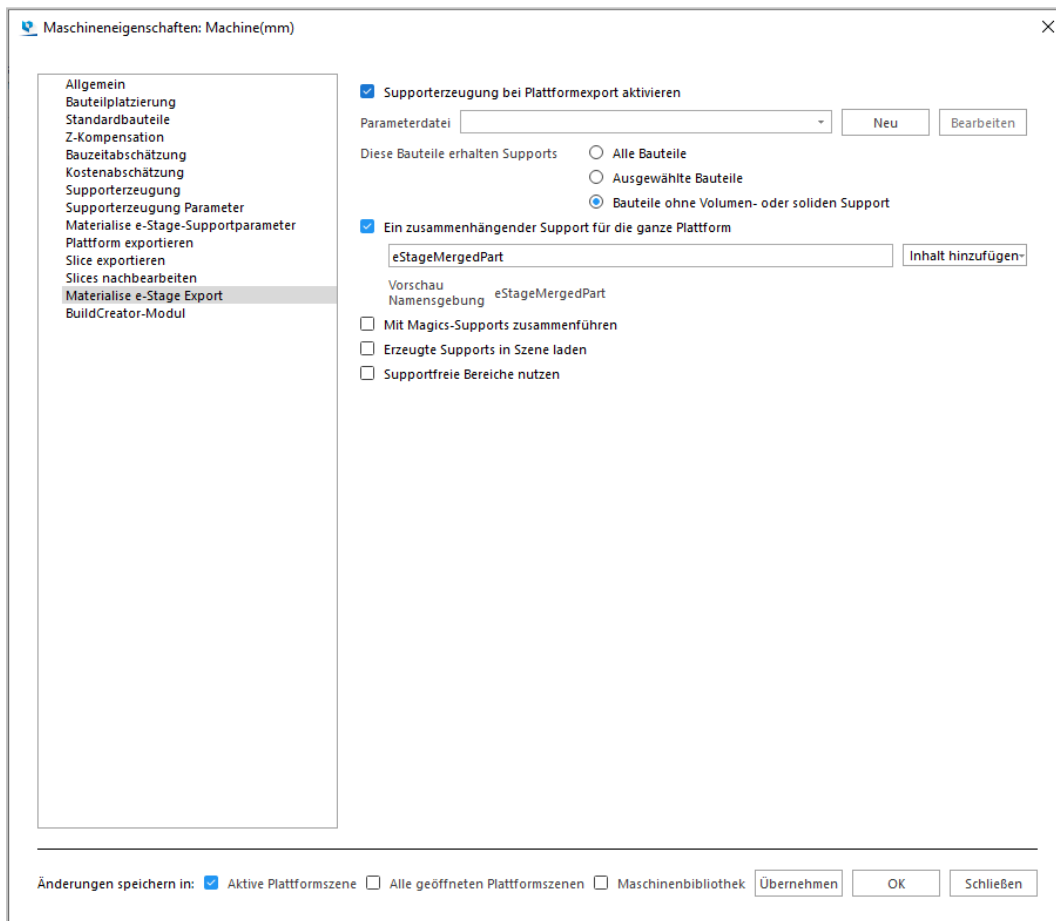 Maschineneigenschaften: Machine(mm)
Allgemein
Bauteilplatzierung
Standardbauteile
Z-Kompensation
Bauzeitabschätzung
Kostenabschätzung
Supporterzeugung
Supporterzeugung Parameter
Materialise e-Stage-Supportparameter
Plattform exportieren
Slice exportieren
Slices nachbearbeiten
Materialise e-Stage Export
BuildCreator-Modul
Supporterzeugung bei Plattformexport aktivieren
Parameterdatei Neu Bearbeiten
Diese Bauteile erhalten Supports Alle Bauteile
Ausgewählte Bauteile
Bauteile ohne Volumen- oder soliden Support
Ein zusammenhängender Support für die ganze Plattform
eStageMergedPart Inhalt hinzufügen
Vorschau
Namensgebung eStageMergedPart
Mit Magics-Supports zusammenführen
Erzeugte Supports in Szene laden
Supportfreie Bereiche nutzen
Änderungen speichern in: Aktive Plattformszene Alle geöffneten Plattformszenen Maschinenbibliothek Übernehmen OK Schließen